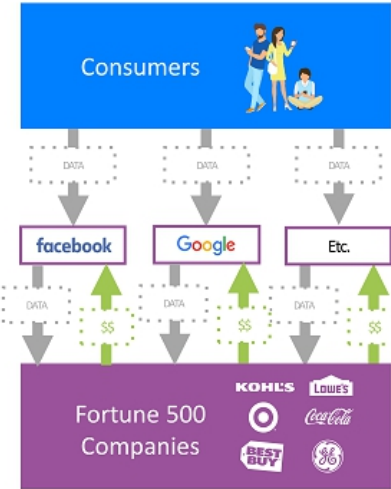 Consumers
DATA
DATA
DATA
facebook
Google
Etc.
DATA
$$
DATA
$$
DATA
$$
Fortune 500
Companies
KOHL'S
LOWE'S
Coca-Cola
BEST
BUY
GE